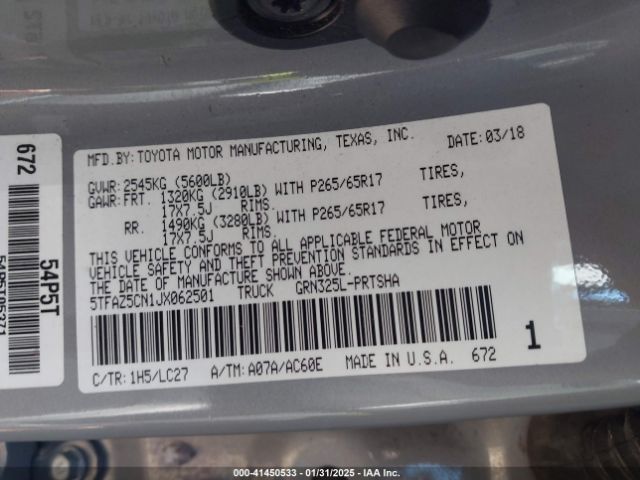 MFD.BY: TOYOTA MOTOR MANUFACTURING, TEXAS, INC.
DATE: 03/18
GVWR: 2545KG (5600LB)
GAWR: FRT. 1320KG (2910LB) WITH P265/65R17 TIRES,
17X7.5J RIMS.
RR. 1490KG (3280LB) WITH P265/65R17 TIRES,
17X7.5J RIMS.
THIS VEHICLE CONFORMS TO ALL APPLICABLE FEDERAL MOTOR
VEHICLE SAFETY AND THEFT PREVENTION STANDARDS IN EFFECT ON
THE DATE OF MANUFACTURE SHOWN ABOVE.
5TFAZ5CN1JX062501 TRUCK GRN325L-PRTSHA
1
C/TR: 1H5/LC27 A/TM: A07A/AC60E MADE IN U.S.A. 672
672
54P5T
00-41450533 - 01/31/2025 - IAA Inc.